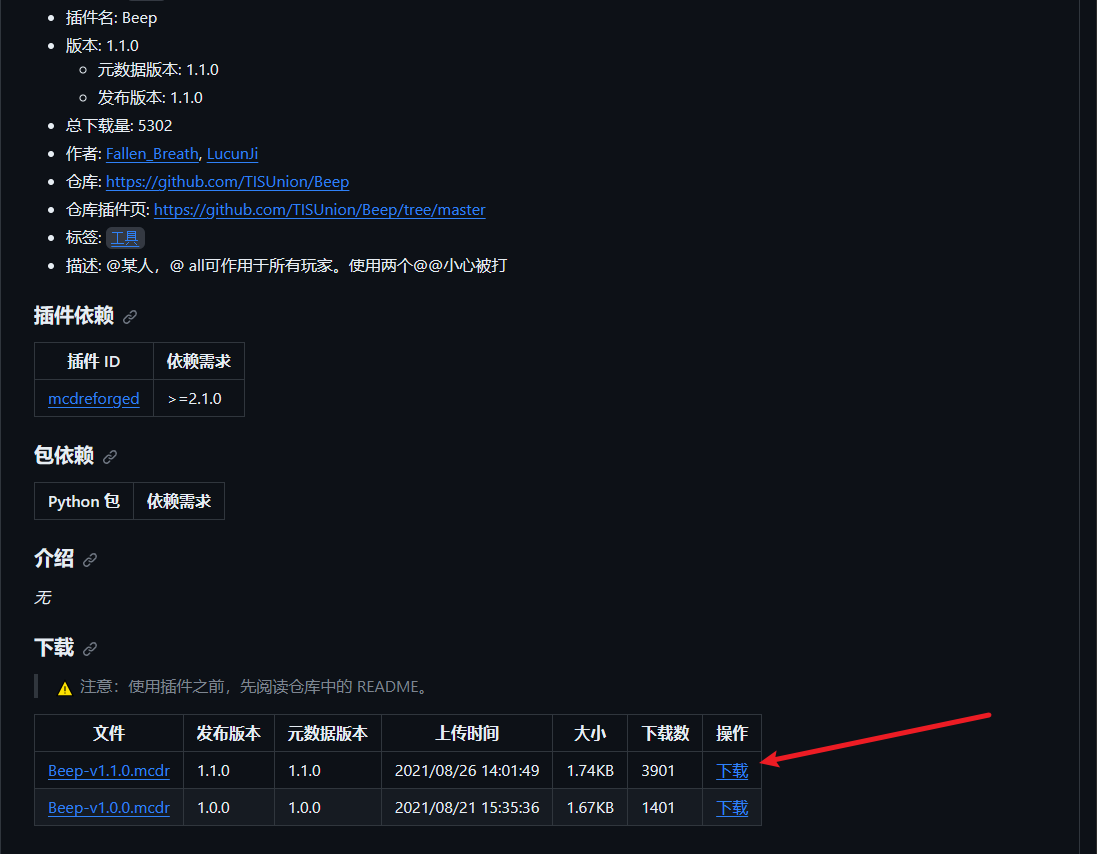 插件名: Beep
版本: 1.1.0
元数据版本: 1.1.0
发布版本: 1.1.0
总下载量: 5302
作者: Fallen_Breath, LucunJi
仓库: https://github.com/TISUnion/Beep
仓库插件页: https://github.com/TISUnion/Beep/tree/master
标签: 工具
描述: @某人，@ all可作用于所有玩家。使用两个@@小心被打
插件依赖
插件 ID 依赖需求
mcdreforged >=2.1.0
包依赖
Python 包 依赖需求
介绍
无
下载
注意：使用插件之前，先阅读仓库中的 README。
文件 发布版本 元数据版本 上传时间 大小 下载数 操作
Beep-v1.1.0.mcdr 1.1.0 1.1.0 2021/08/26 14:01:49 1.74KB 3901 下载
Beep-v1.0.0.mcdr 1.0.0 1.0.0 2021/08/21 15:35:36 1.67KB 1401 下载